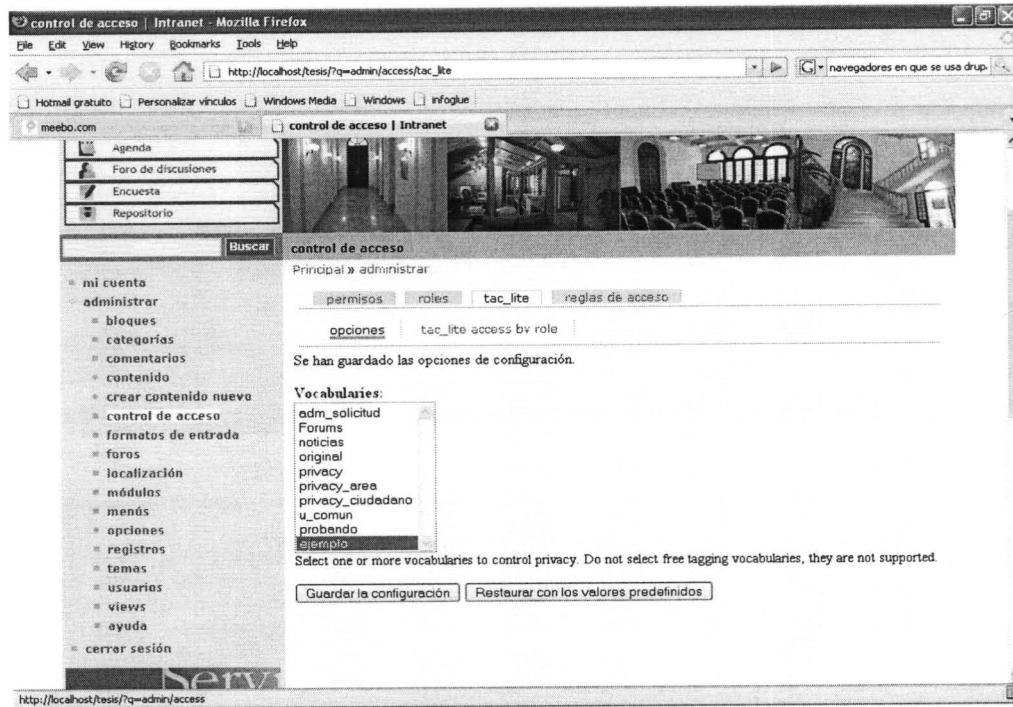 control de acceso | Intranet - Mozilla Firefox
File Edit View History Bookmarks Tools Help
http://localhost/tesis/?q=admin/access/tac_lite
navegadores en que se usa drup
Hotmail gratuito Personalizar vínculos Windows Media Windows infoglue
meebo.com control de acceso | Intranet
Agenda
Foro de discusiones
Encuesta
Repositorio
Buscar
control de acceso
Principal » administrar
mi cuenta
administrar
bloques
categorías
comentarios
contenido
crear contenido nuevo
control de acceso
formatos de entrada
foros
localización
módulos
menús
opciones
registros
temas
usuarios
views
ayuda
cerrar sesión
permisos roles tac_lite reglas de acceso
opciones tac_lite access by role
Se han guardado las opciones de configuración.
Vocabularies:
adm_solicitud
Forums
noticias
original
privacy
privacy_area
privacy_ciudadano
u_comun
probando
ejemplo
Select one or more vocabularies to control privacy. Do not select free tagging vocabularies, they are not supported.
Guardar la configuración Restaurar con los valores predefinidos
Serv
http://localhost/tesis/?q=admin/access